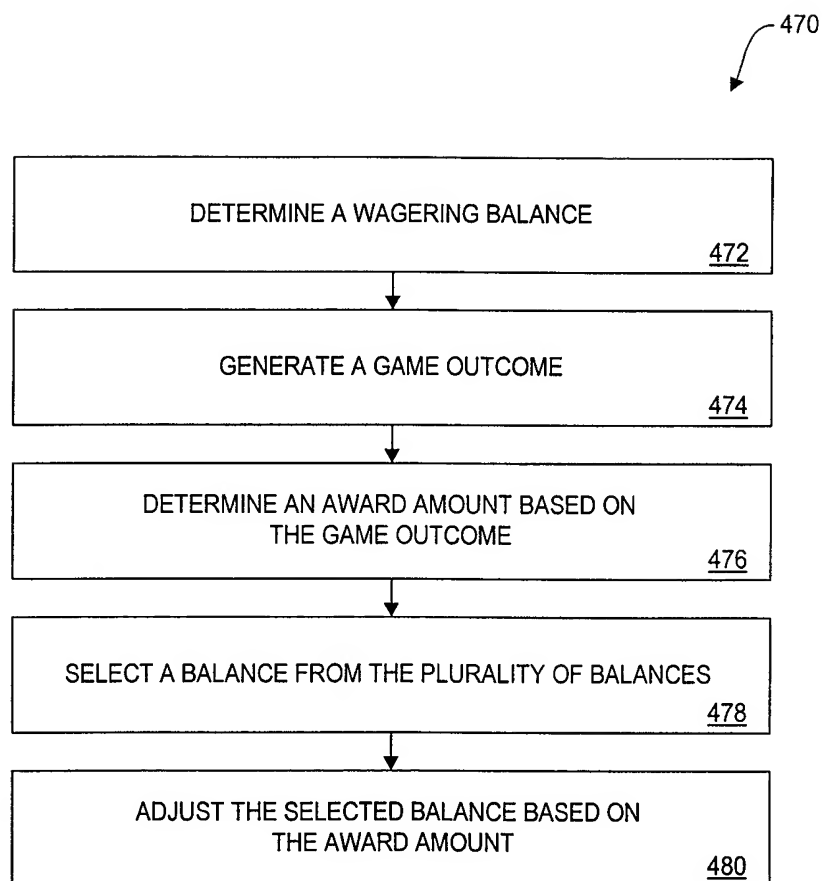 470
DETERMINE A WAGERING BALANCE
472
GENERATE A GAME OUTCOME
474
DETERMINE AN AWARD AMOUNT BASED ON
THE GAME OUTCOME
476
SELECT A BALANCE FROM THE PLURALITY OF BALANCES
478
ADJUST THE SELECTED BALANCE BASED ON
THE AWARD AMOUNT
480